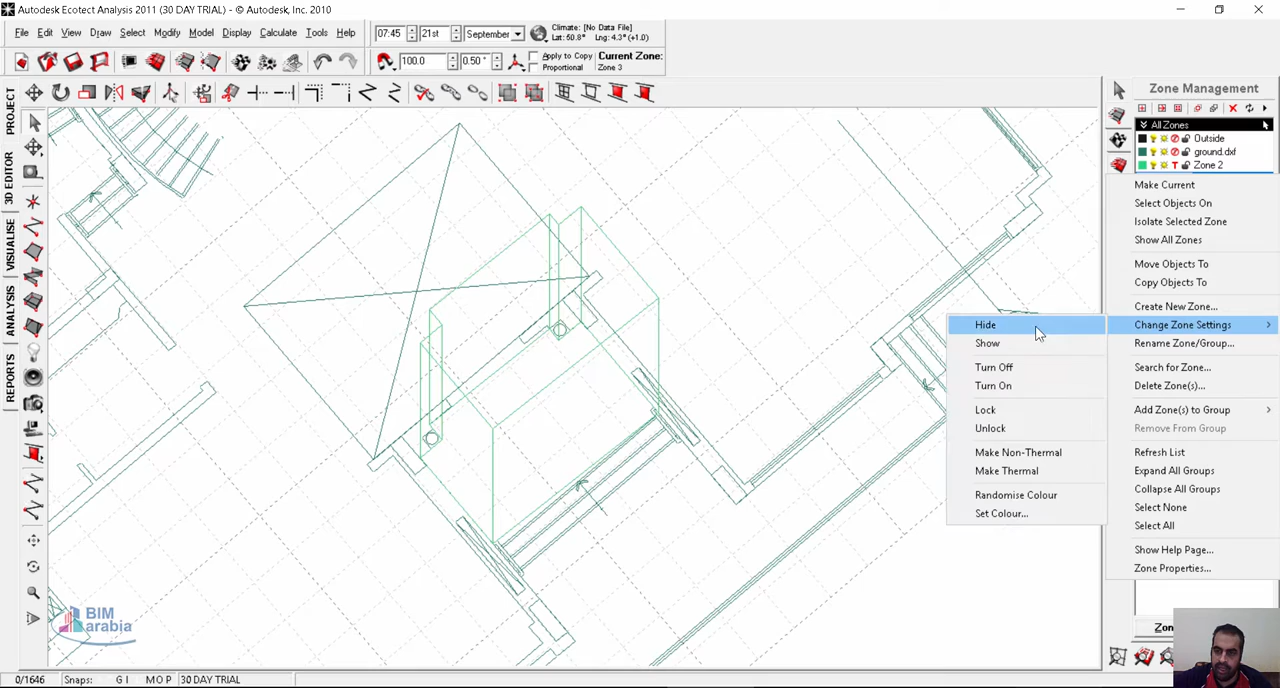 Autodesk Ecotect Analysis 2011 (30 DAY TRIAL) - © Autodesk, Inc. 2010
File Edit View Draw Select Modify Model Display Calculate Tools Help
07:45 21st September
Climate: (No Data File)
Lat: 50.8° Lng: 4.3° (+1.0)
100.0 0.50 °
Apply to Copy
Proportional
Current Zone:
Zone 3
PROJECT
3D EDITOR
VISUALISE
ANALYSIS
REPORTS
Zone Management
All Zones
Outside
ground.dxf
Zone 2
Make Current
Select Objects On
Isolate Selected Zone
Show All Zones
Move Objects To
Copy Objects To
Create New Zone...
Change Zone Settings
Rename Zone/Group...
Search for Zone...
Delete Zone(s)...
Add Zone(s) to Group
Remove From Group
Refresh List
Expand All Groups
Collapse All Groups
Select None
Select All
Show Help Page...
Zone Properties...
Hide
Show
Turn Off
Turn On
Lock
Unlock
Make Non-Thermal
Make Thermal
Randomise Colour
Set Colour...
BIM
arabia
0/1646 Snaps: G I M O P 30 DAY TRIAL